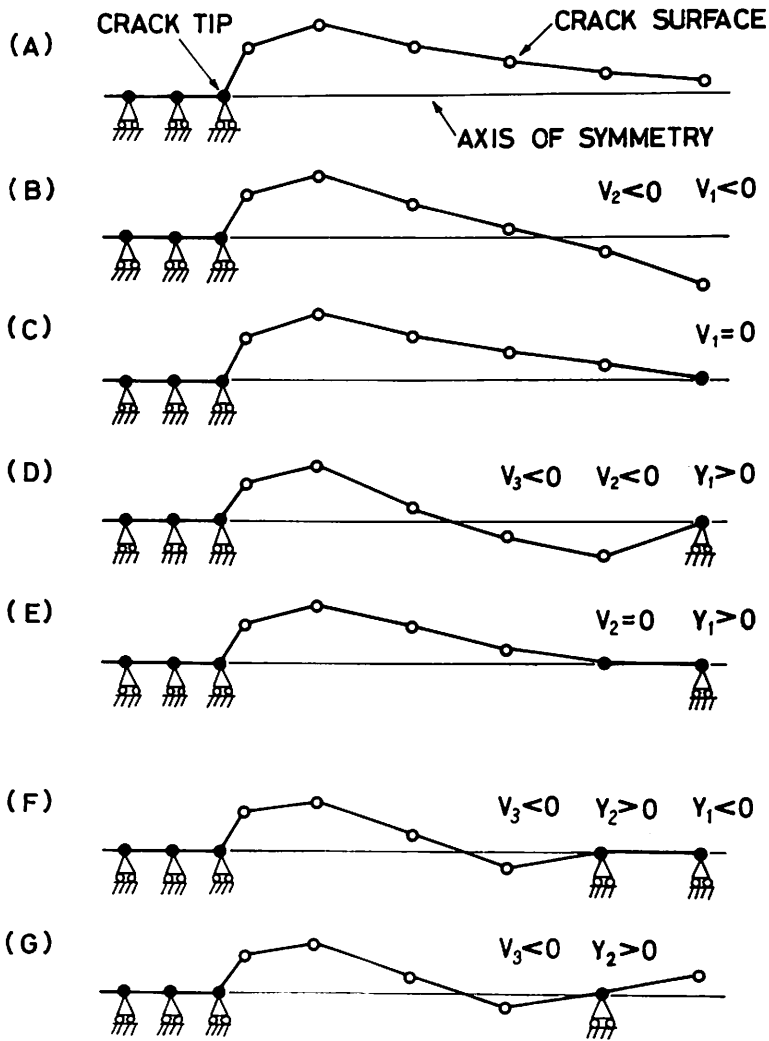 (A) CRACK TIP CRACK SURFACE
AXIS OF SYMMETRY
(B) V₂<0 V₁<0
(C) V₁=0
(D) V₃<0 V₂<0 Y₁>0
(E) V₂=0 Y₁>0
(F) V₃<0 Y₂>0 Y₁<0
(G) V₃<0 Y₂>0